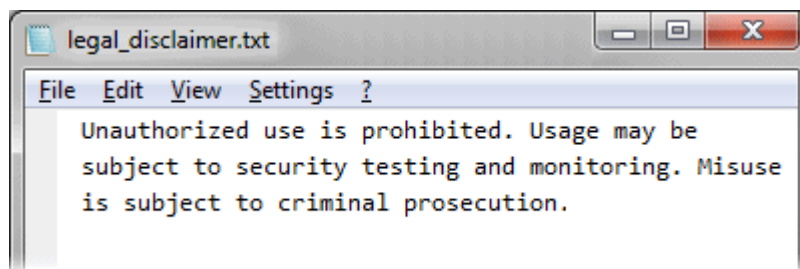 legal_disclaimer.txt
File Edit View Settings ?
Unauthorized use is prohibited. Usage may be
subject to security testing and monitoring. Misuse
is subject to criminal prosecution.